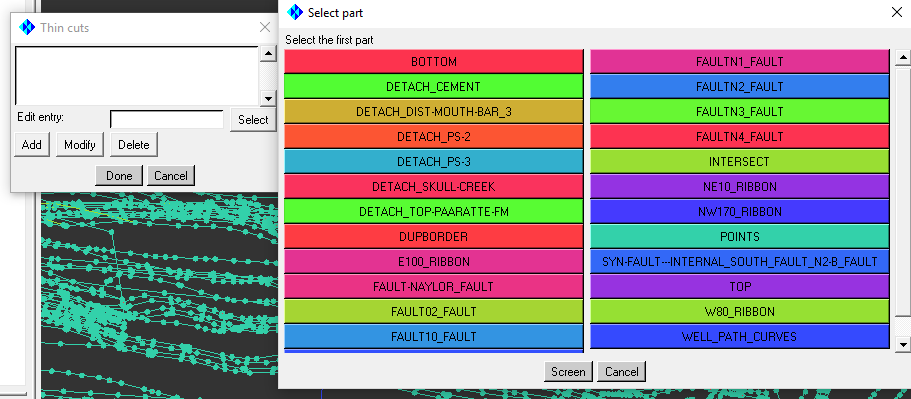 Thin cuts
Edit entry:
Select
Add
Modify
Delete
Done
Cancel
Select part
Select the first part
BOTTOM
DETACH_CEMENT
DETACH_DIST-MOUTH-BAR_3
DETACH_PS-2
DETACH_PS-3
DETACH_SKULL-CREEK
DETACH_TOP-PAARATTE-FM
DUPBORDER
E100_RIBBON
FAULT-NAYLOR_FAULT
FAULT02_FAULT
FAULT10_FAULT
FAULTN1_FAULT
FAULTN2_FAULT
FAULTN3_FAULT
FAULTN4_FAULT
INTERSECT
NE10_RIBBON
NW170_RIBBON
POINTS
SYN-FAULT---INTERNAL_SOUTH_FAULT_N2-B_FAULT
TOP
W80_RIBBON
WELL_PATH_CURVES
Screen
Cancel